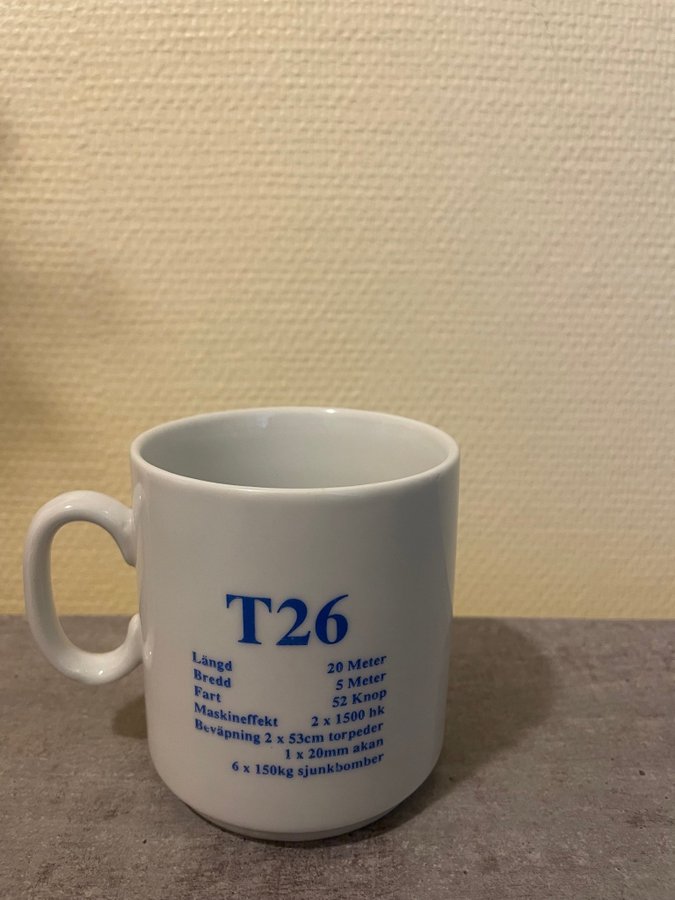 T26
Längd 20 Meter
Bredd 5 Meter
Fart 52 Knop
Maskineffekt 2 x 1500 hk
Beväpning 2 x 53cm torpeder
1 x 20mm akan
6 x 150kg sjunkbomber